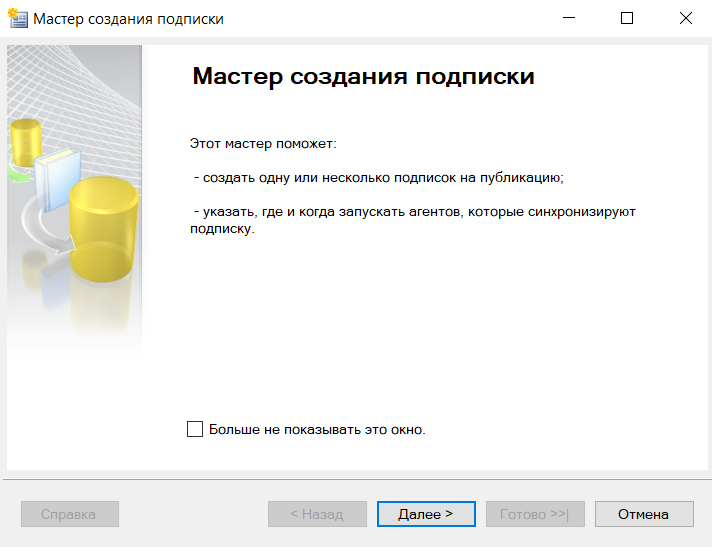 Мастер создания подписки
Мастер создания подписки
Этот мастер поможет:
- создать одну или несколько подписок на публикацию;
- указать, где и когда запускать агентов, которые синхронизируют
подписку.
Больше не показывать это окно.
Справка
< Назад
Далее >
Готово >>|
Отмена